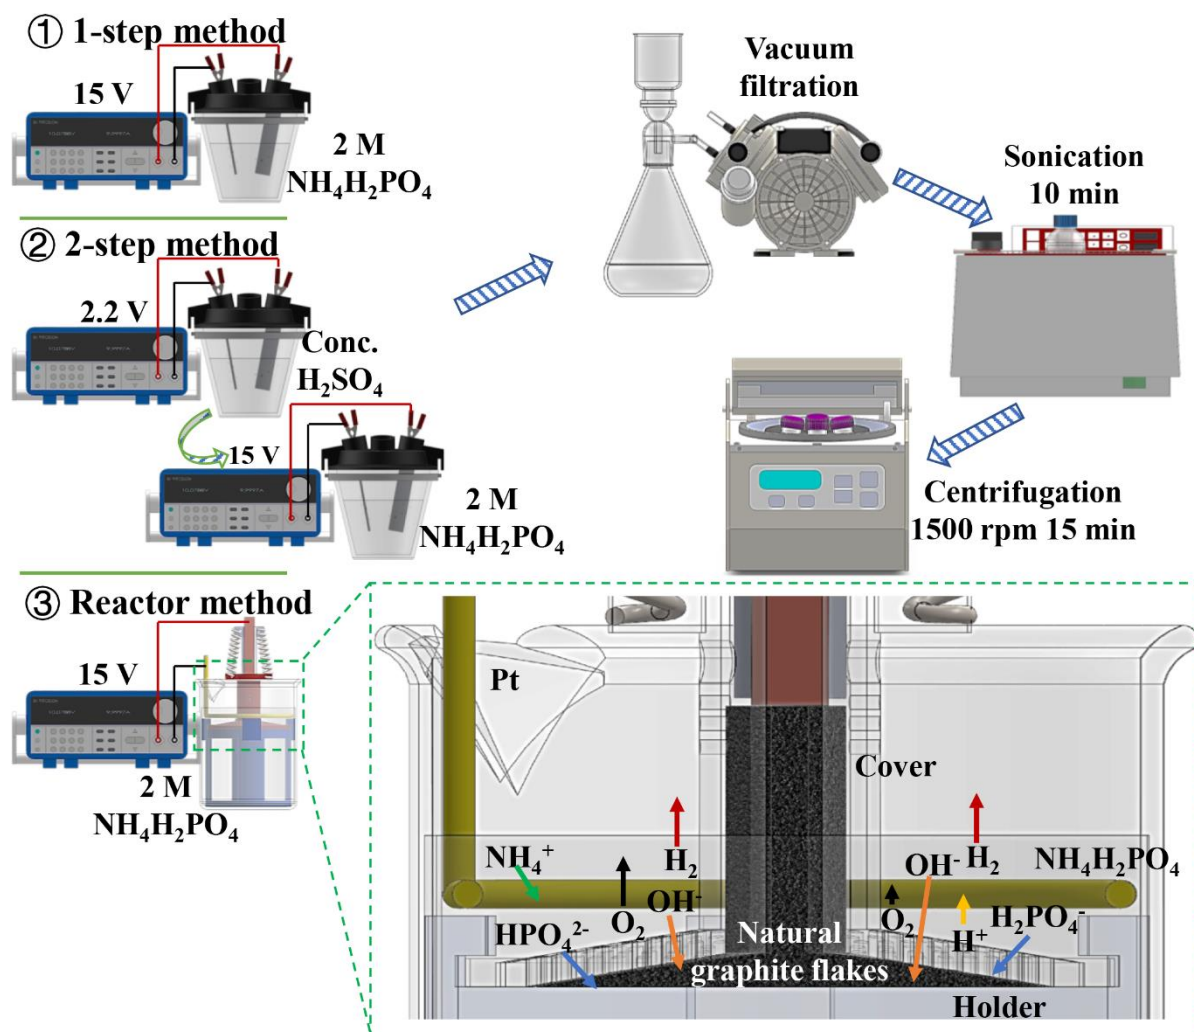 ① 1-step method
15 V
2 M
NH₄H₂PO₄
② 2-step method
2.2 V
Conc.
H₂SO₄
15 V
2 M
NH₄H₂PO₄
③ Reactor method
15 V
2 M
NH₄H₂PO₄
Vacuum
filtration
Sonication
10 min
Centrifugation
1500 rpm 15 min
Pt
Cover
NH₄⁺
H₂
OH⁻
H₂
NH₄H₂PO₄
HPO₄²⁻
O₂
OH⁻
O₂
H⁺
H₂PO₄⁻
Natural
graphite flakes
Holder